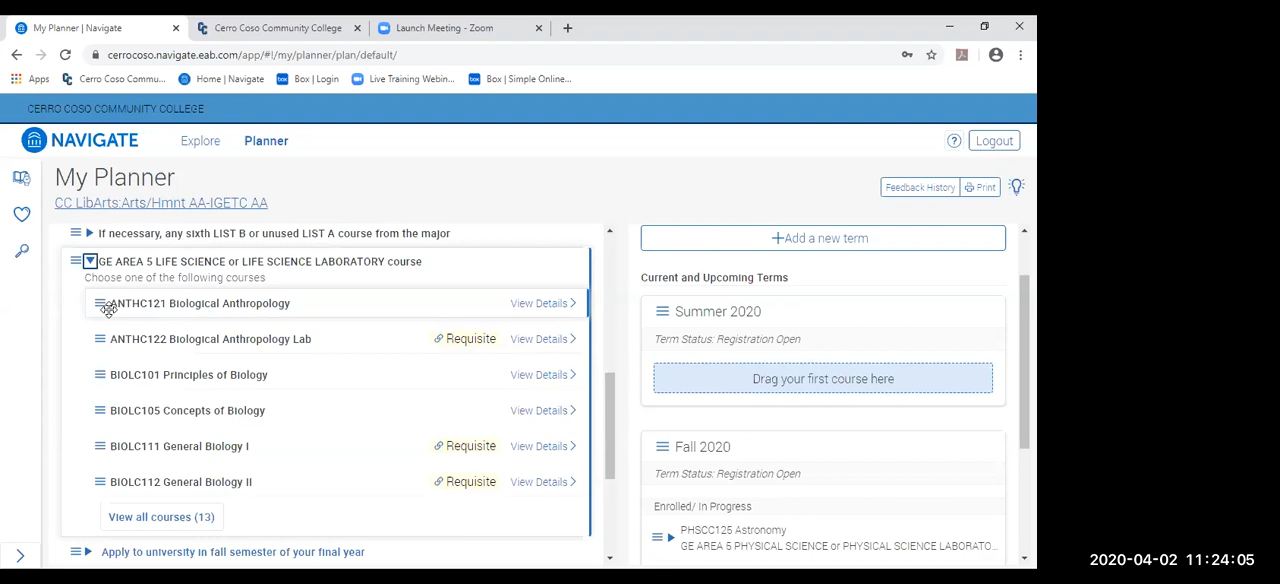 My Planner | Navigate
Cerro Coso Community College
Launch Meeting - Zoom
cerrocoso.navigate.eab.com/app/#!/my/planner/plan/default/
Apps
Cerro Coso Commu...
Home | Navigate
Box | Login
Live Training Webin...
Box | Simple Online...
CERRO COSO COMMUNITY COLLEGE
NAVIGATE
Explore
Planner
Logout
My Planner
CC LibArts:Arts/Hmnt AA-IGETC AA
Feedback History
Print
If necessary, any sixth LIST B or unused LIST A course from the major
GE AREA 5 LIFE SCIENCE or LIFE SCIENCE LABORATORY course
Choose one of the following courses
ANTHC121 Biological Anthropology View Details
ANTHC122 Biological Anthropology Lab Requisite View Details
BIOLC101 Principles of Biology View Details
BIOLC105 Concepts of Biology View Details
BIOLC111 General Biology I Requisite View Details
BIOLC112 General Biology II Requisite View Details
View all courses (13)
Apply to university in fall semester of your final year
+Add a new term
Current and Upcoming Terms
Summer 2020
Term Status: Registration Open
Drag your first course here
Fall 2020
Term Status: Registration Open
Enrolled/ In Progress
PHSCC125 Astronomy
GE AREA 5 PHYSICAL SCIENCE or PHYSICAL SCIENCE LABORATO...
2020-04-02 11:24:05